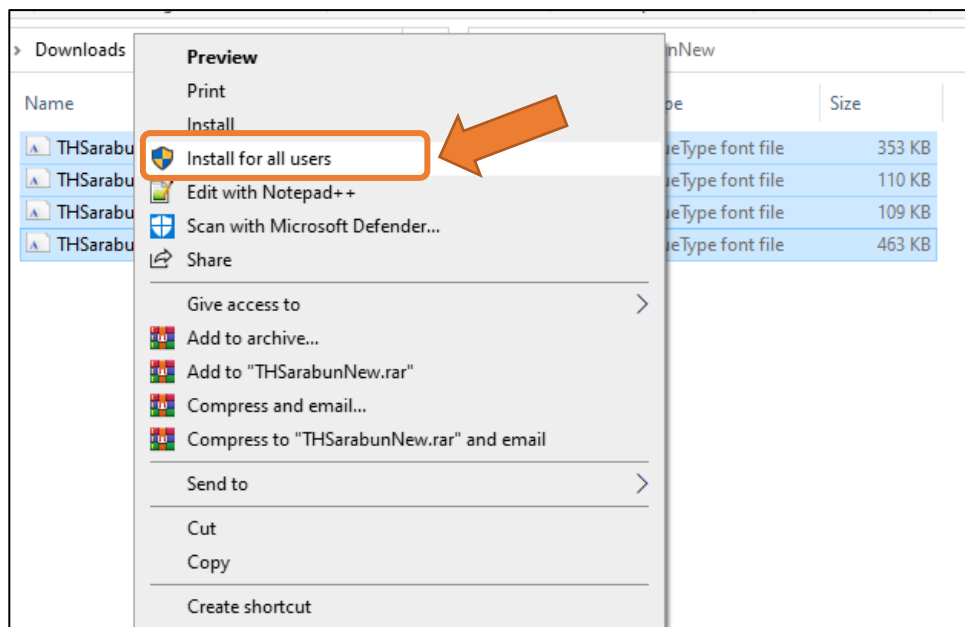 Downloads
nNew
Name
pe
Size
THSarabu
ueType font file
353 KB
THSarabu
ueType font file
110 KB
THSarabu
ueType font file
109 KB
THSarabu
ueType font file
463 KB
Preview
Print
Install
Install for all users
Edit with Notepad++
Scan with Microsoft Defender...
Share
Give access to
Add to archive...
Add to "THSarabunNew.rar"
Compress and email...
Compress to "THSarabunNew.rar" and email
Send to
Cut
Copy
Create shortcut